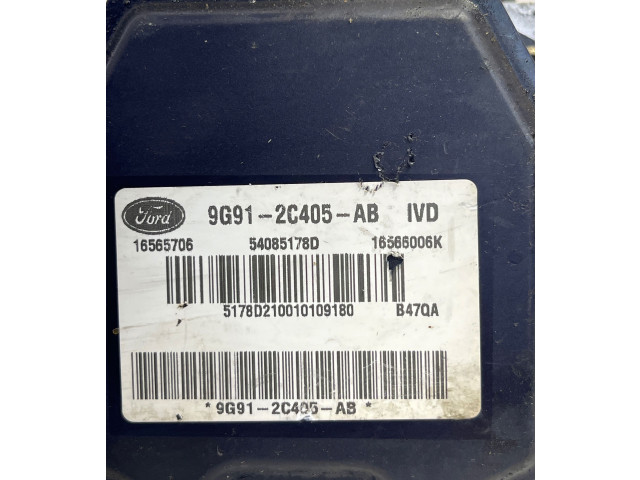 Ford 9G91-2C405-AB IVD
16565706 54085178D 16566006K
5178D210010109180 B47QA
* 9G91-2C405-AB *